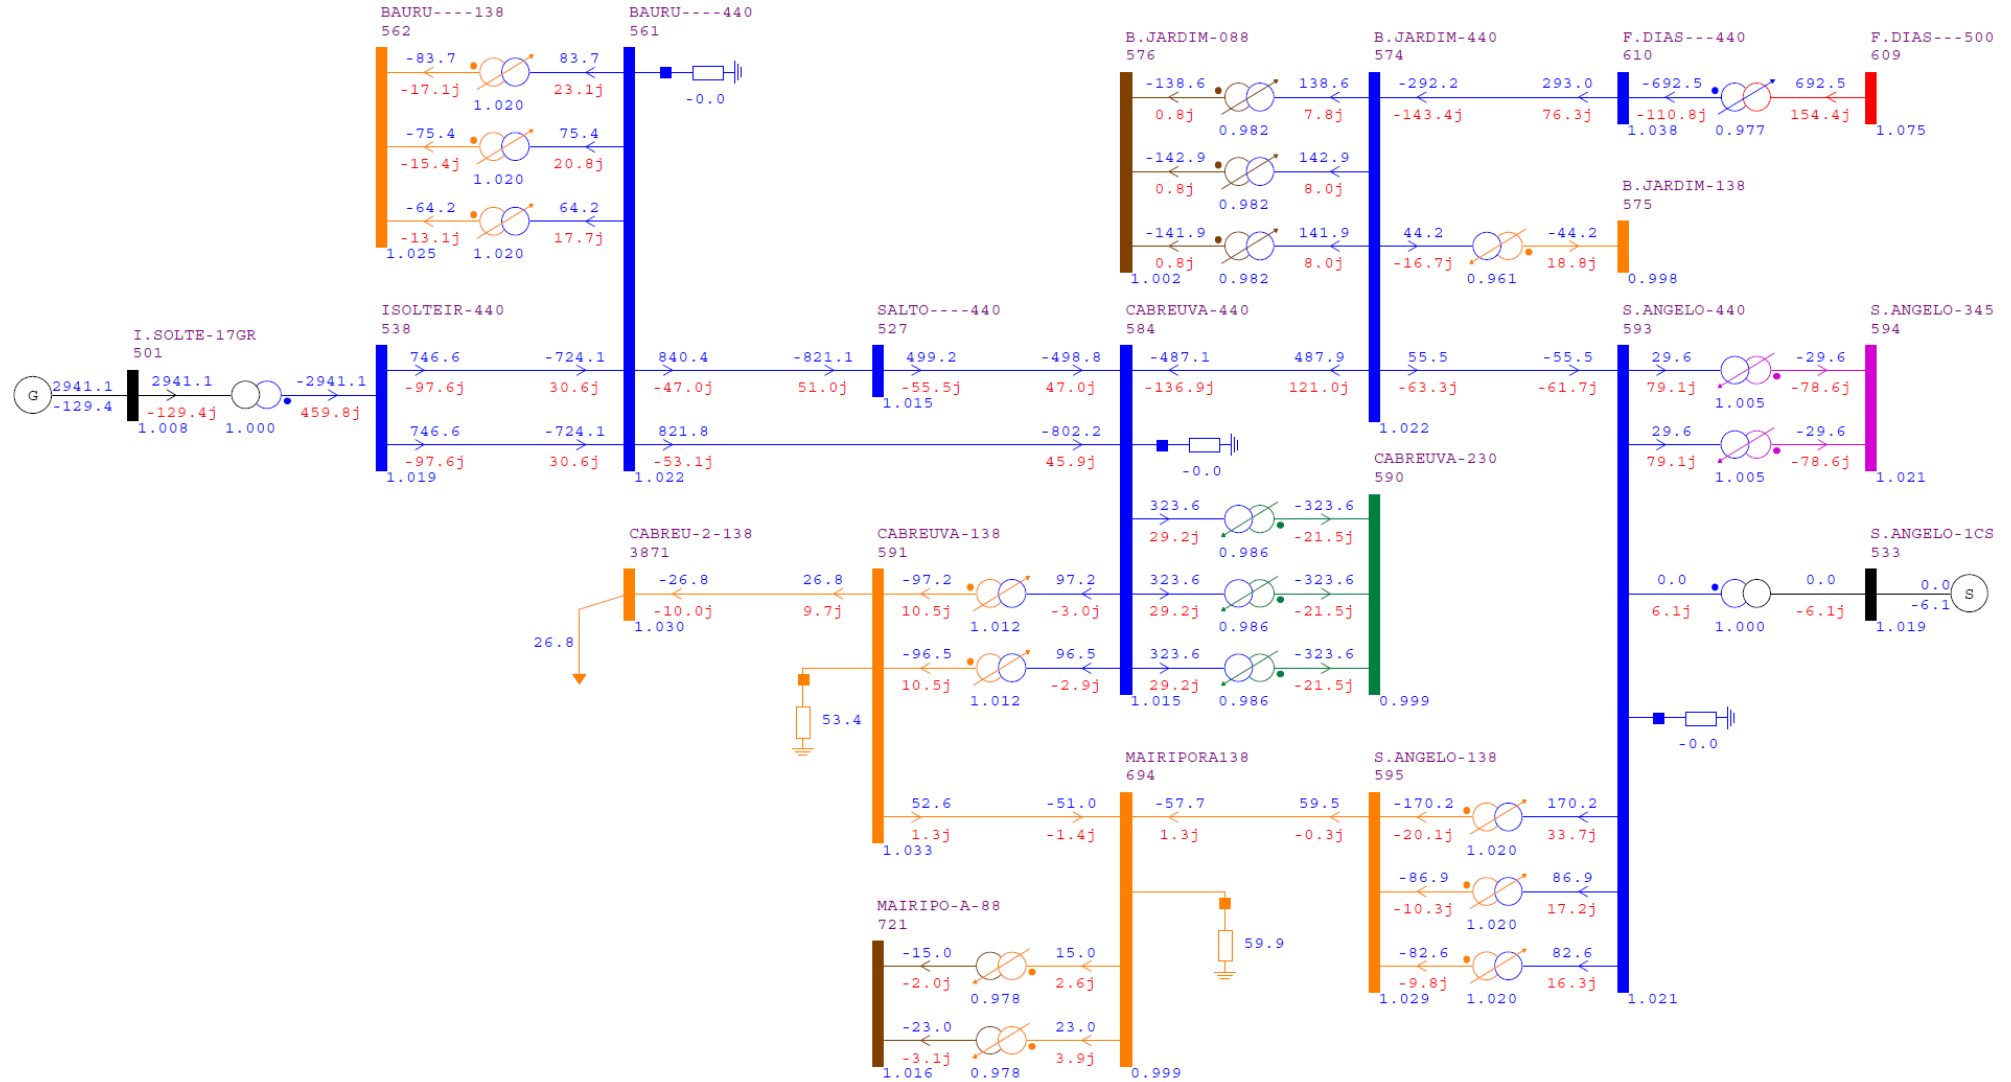 BAURU----138
562
BAURU----440
561
-83.7
83.7
-17.1j
23.1j
1.020
-0.0
-75.4
75.4
-15.4j
20.8j
1.020
-64.2
64.2
-13.1j
17.7j
1.025
1.020
B.JARDIM-088
576
B.JARDIM-440
574
F.DIAS---440
610
F.DIAS---500
609
-138.6
138.6
-292.2
293.0
-692.5
692.5
0.8j
7.8j
-143.4j
76.3j
-110.8j
154.4j
0.982
1.038
0.977
1.075
-142.9
142.9
0.8j
8.0j
0.982
B.JARDIM-138
575
-141.9
141.9
44.2
-44.2
0.8j
8.0j
-16.7j
18.8j
1.002
0.982
0.961
0.998
I.SOLTE-17GR
501
ISOLTEIR-440
538
SALTO----440
527
CABREUVA-440
584
S.ANGELO-440
593
S.ANGELO-345
594
G
2941.1
-129.4
2941.1
-2941.1
-129.4j
459.8j
1.008
1.000
746.6
-724.1
840.4
-821.1
499.2
-498.8
-487.1
487.9
55.5
-55.5
29.6
-29.6
-97.6j
30.6j
-47.0j
51.0j
-55.5j
47.0j
-136.9j
121.0j
-63.3j
-61.7j
79.1j
-78.6j
1.015
1.005
1.022
746.6
-724.1
821.8
-802.2
29.6
-29.6
-97.6j
30.6j
-53.1j
45.9j
-0.0
79.1j
-78.6j
1.019
1.022
1.005
1.021
CABREUVA-230
590
323.6
-323.6
29.2j
-21.5j
0.986
CABREU-2-138
3871
CABREUVA-138
591
S.ANGELO-1CS
533
-26.8
26.8
-97.2
97.2
323.6
-323.6
0.0
0.0
0.0
-6.1
S
-10.0j
9.7j
10.5j
-3.0j
29.2j
-21.5j
6.1j
-6.1j
1.030
1.012
0.986
1.000
1.019
26.8
-96.5
96.5
323.6
-323.6
10.5j
-2.9j
29.2j
-21.5j
1.012
1.015
0.986
0.999
53.4
-0.0
MAIRIPORA138
694
S.ANGELO-138
595
52.6
-51.0
-57.7
59.5
-170.2
170.2
1.3j
-1.4j
1.3j
-0.3j
-20.1j
33.7j
1.033
1.020
-86.9
86.9
-10.3j
17.2j
1.020
MAIRIPO-A-88
721
59.9
-15.0
15.0
-82.6
82.6
-2.0j
2.6j
-9.8j
16.3j
0.978
1.029
1.020
1.021
-23.0
23.0
-3.1j
3.9j
1.016
0.978
0.999